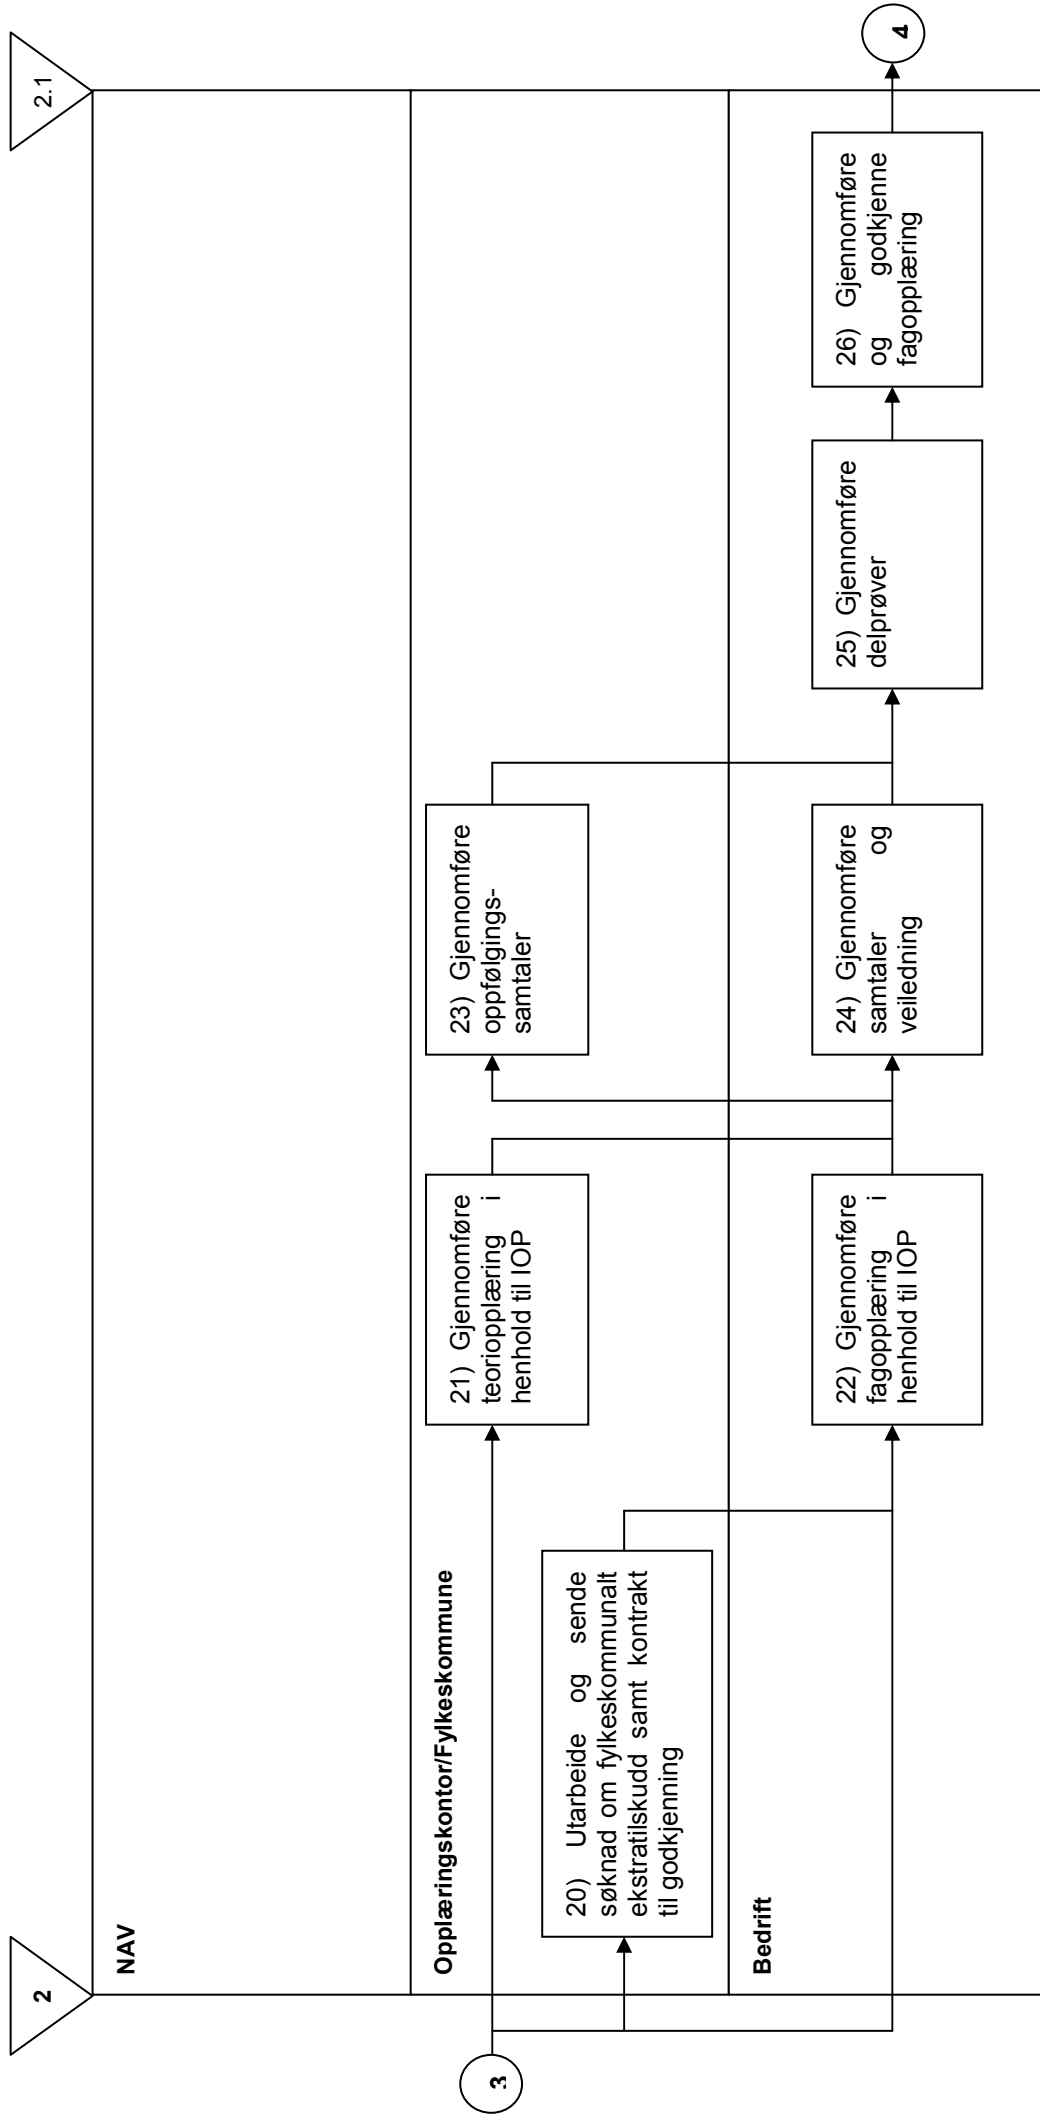 2
2.1
NAV
Opplæringskontor/Fylkeskommune
3
20) Utarbeide og sende
søknad om fylkeskommunalt
ekstratilskudd samt kontrakt
til godkjenning
21) Gjennomføre
teoriopplæring i
henhold til IOP
23) Gjennomføre
oppfølgings-
samtaler
Bedrift
22) Gjennomføre
fagopplæring i
henhold til IOP
24) Gjennomføre
samtaler og
veiledning
25) Gjennomføre
delprøver
26) Gjennomføre
og godkjenne
fagopplæring
4